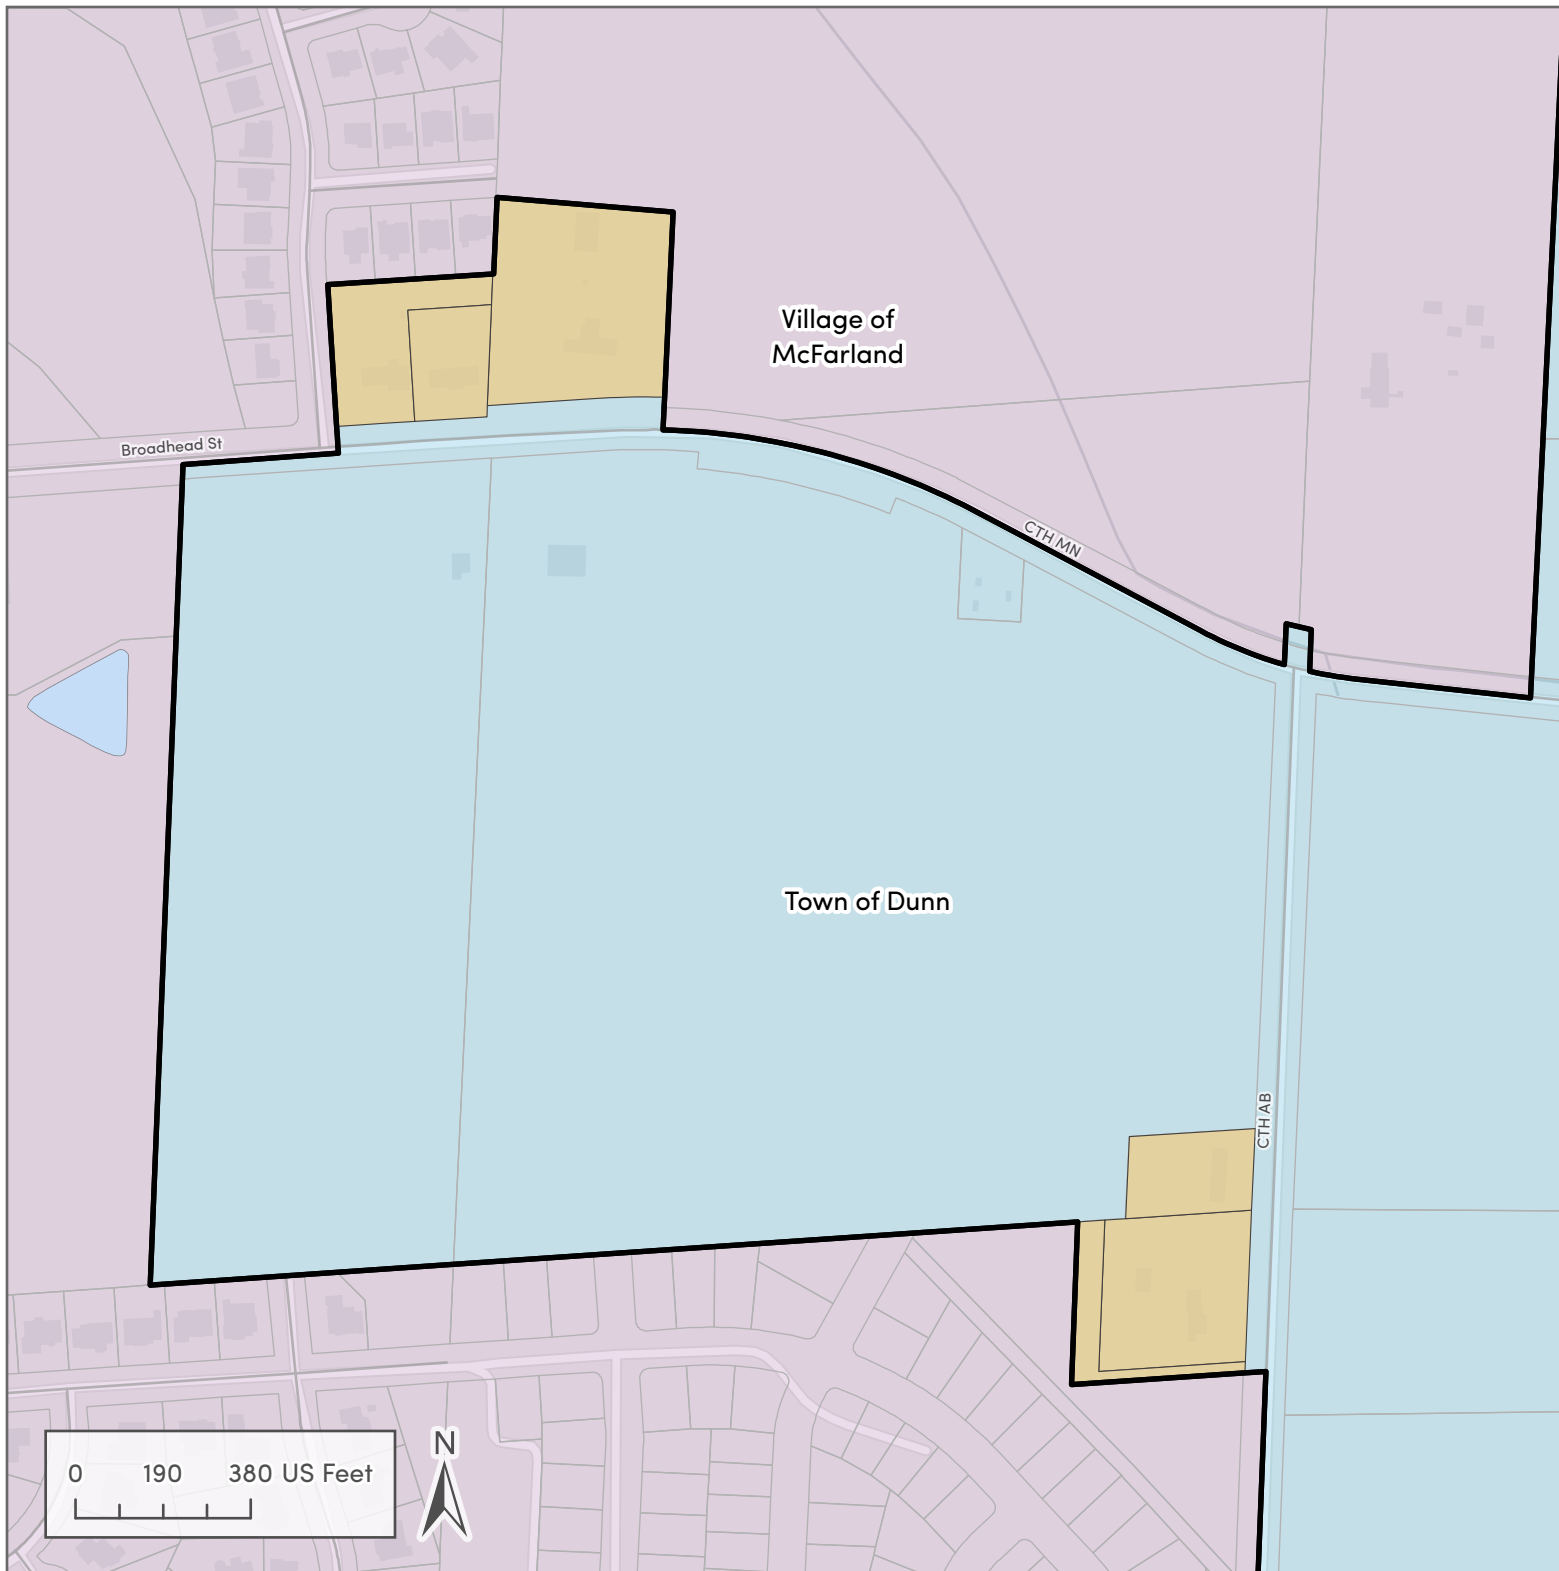 Village of
McFarland
Broadhead St
CTH MN
Town of Dunn
CTH AB
N
0 190 380 US Feet